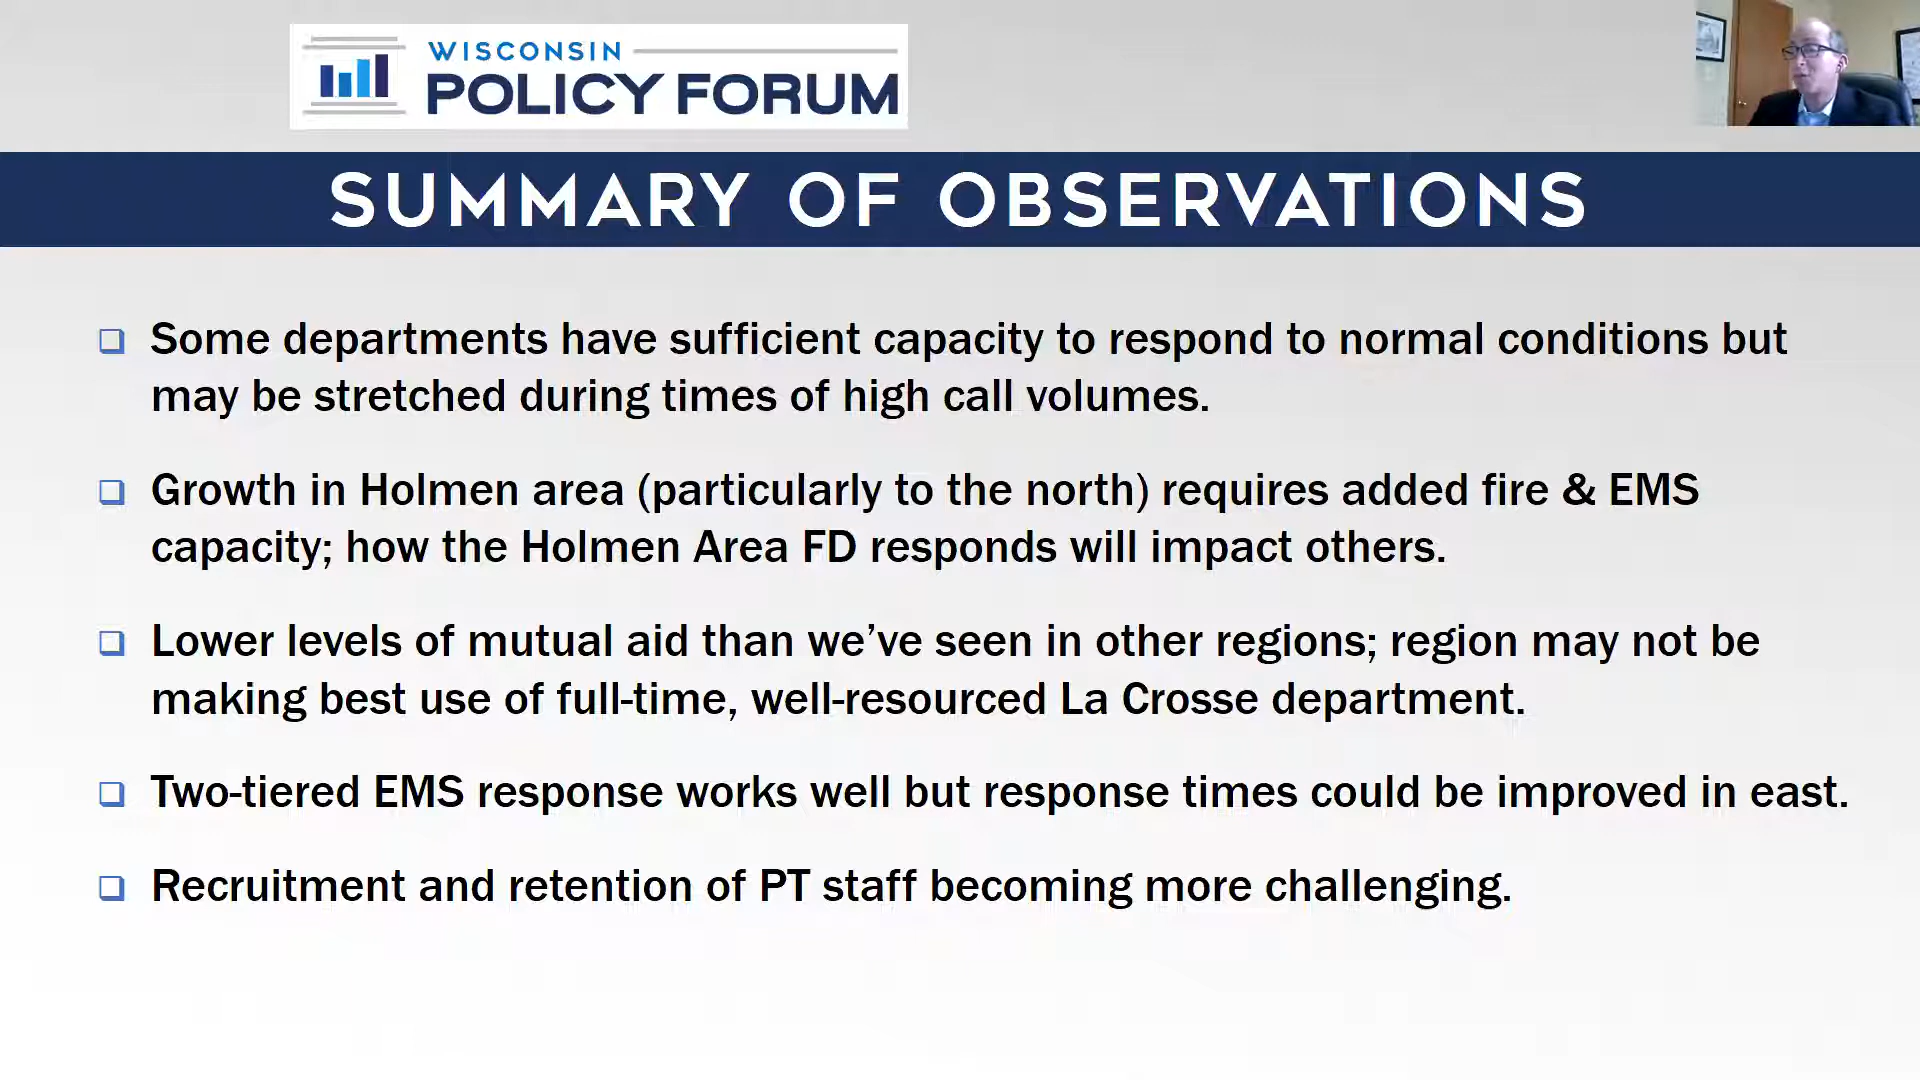 WISCONSIN
POLICY FORUM
SUMMARY OF OBSERVATIONS
Some departments have sufficient capacity to respond to normal conditions but
may be stretched during times of high call volumes.
Growth in Holmen area (particularly to the north) requires added fire & EMS
capacity; how the Holmen Area FD responds will impact others.
Lower levels of mutual aid than we’ve seen in other regions; region may not be
making best use of full-time, well-resourced La Crosse department.
Two-tiered EMS response works well but response times could be improved in east.
Recruitment and retention of PT staff becoming more challenging.